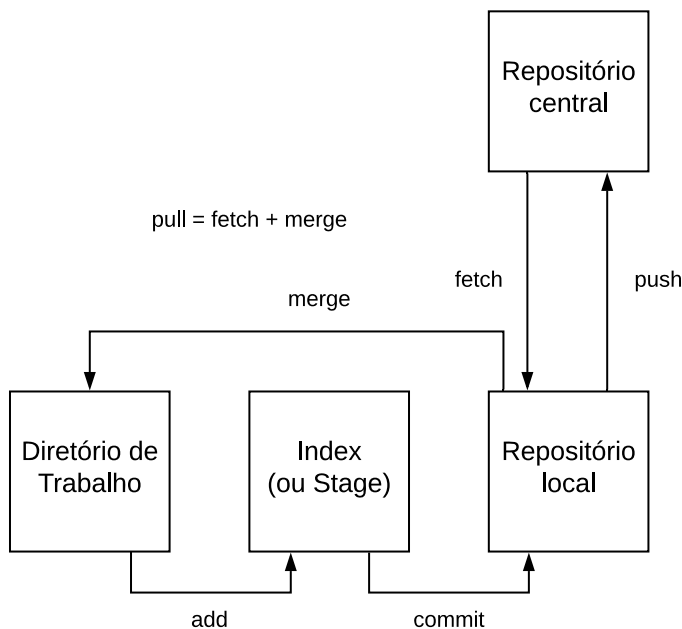 Repositório
central
pull = fetch + merge
fetch
push
merge
Diretório de
Trabalho
Index
(ou Stage)
Repositório
local
add
commit